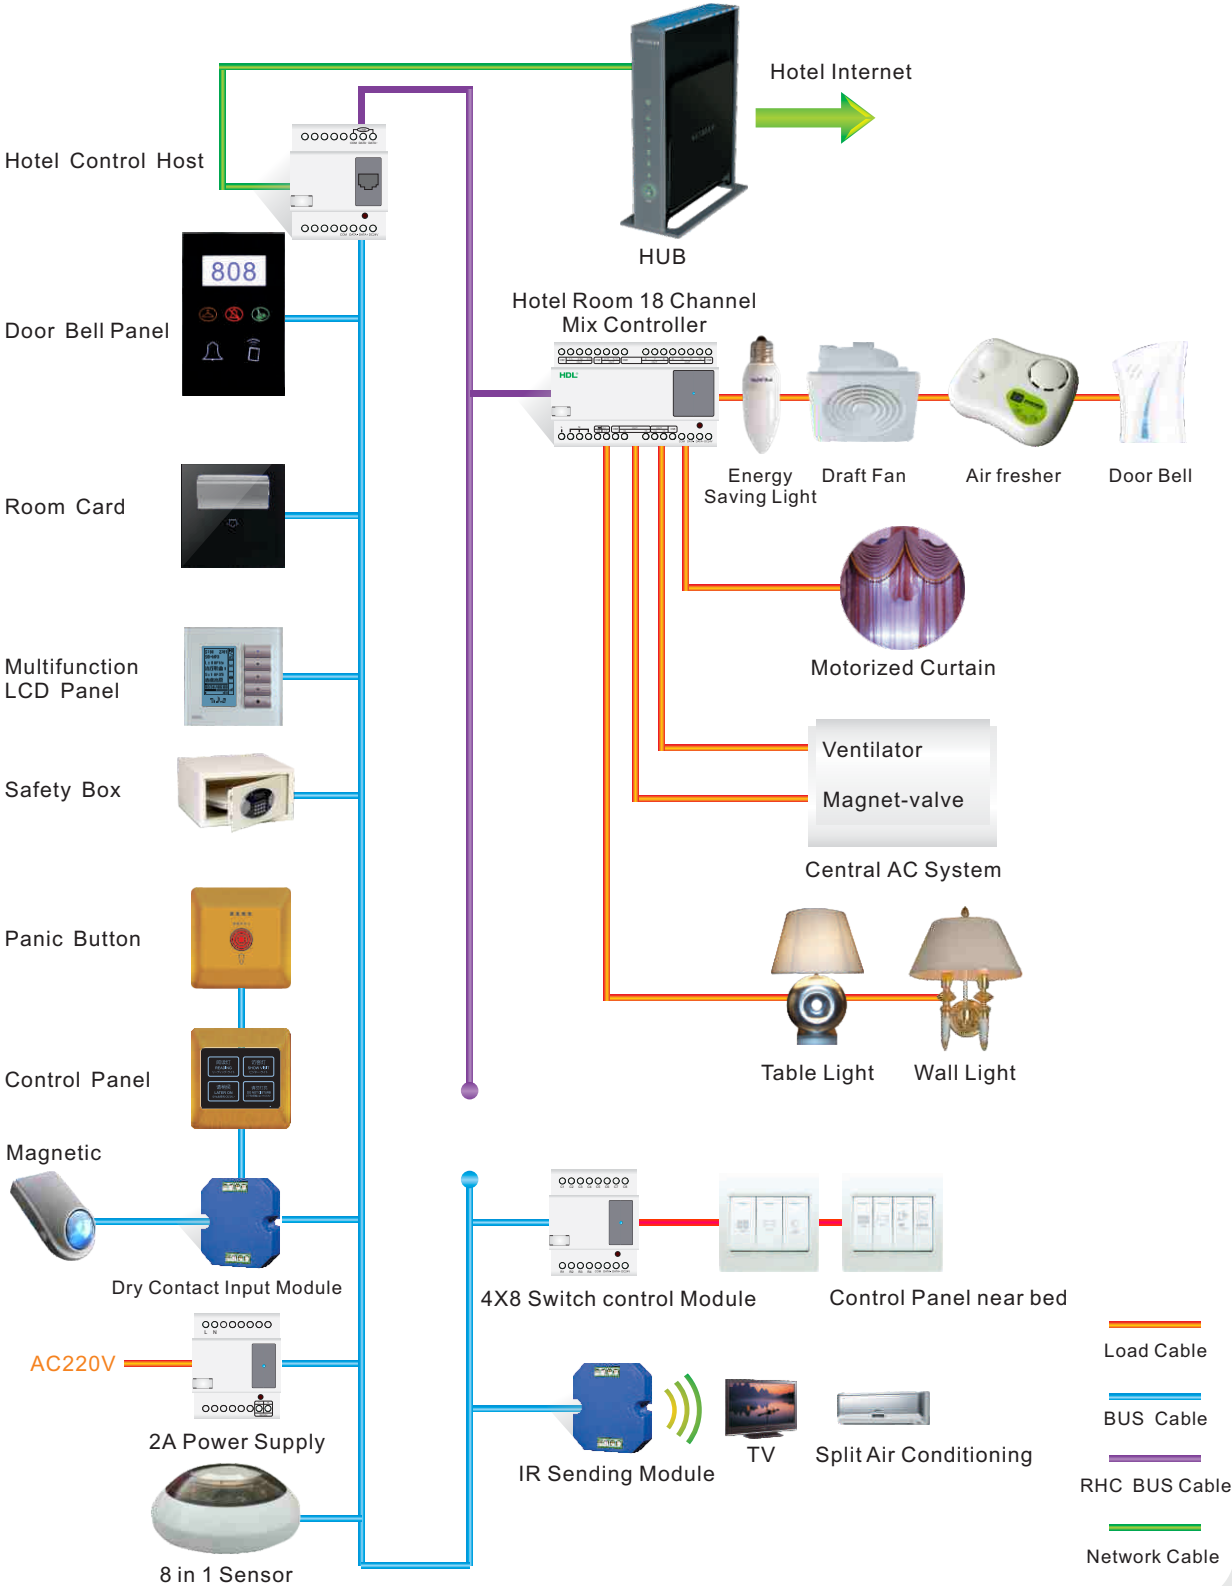 Hotel Internet
Hotel Control Host
HUB
808
Door Bell Panel
Hotel Room 18 Channel
Mix Controller
HDL
Energy
Saving Light
Draft Fan
Air fresher
Door Bell
Room Card
Motorized Curtain
Multifunction
LCD Panel
Ventilator
Safety Box
Magnet-valve
Central AC System
Panic Button
Table Light
Wall Light
Control Panel
READING
Magnetic
Dry Contact Input Module
4X8 Switch control Module
Control Panel near bed
L N
AC220V
Load Cable
BUS Cable
2A Power Supply
IR Sending Module
TV
Split Air Conditioning
RHC BUS Cable
Network Cable
8 in 1 Sensor